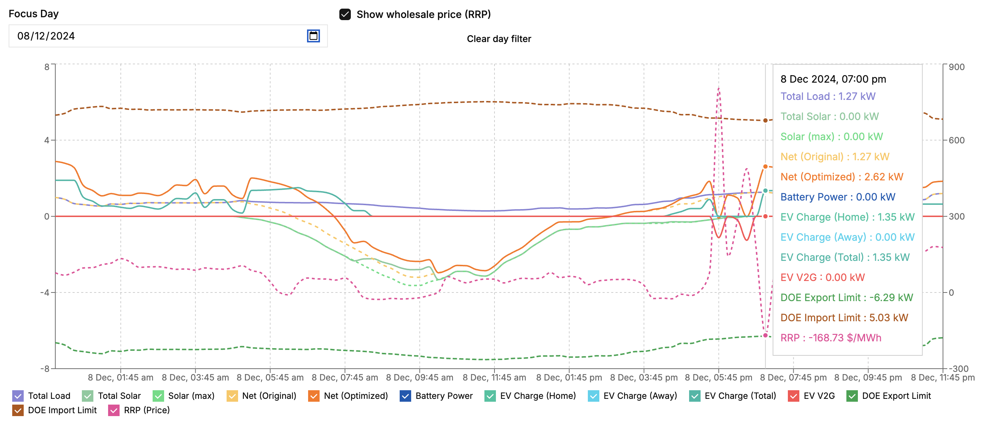 Focus Day
Show wholesale price (RRP)
08/12/2024
Clear day filter
8
4
0
-4
-8
900
600
300
0
-300
8 Dec 2024, 07:00 pm
Total Load : 1.27 kW
Total Solar : 0.00 kW
Solar (max) : 0.00 kW
Net (Original) : 1.27 kW
Net (Optimized) : 2.62 kW
Battery Power : 0.00 kW
EV Charge (Home) : 1.35 kW
EV Charge (Away) : 0.00 kW
EV Charge (Total) : 1.35 kW
EV V2G : 0.00 kW
DOE Export Limit : -6.29 kW
DOE Import Limit : 5.03 kW
RRP : -168.73 $/MWh
8 Dec, 01:45 am 8 Dec, 03:45 am 8 Dec, 05:45 am 8 Dec, 07:45 am 8 Dec, 09:45 am 8 Dec, 11:45 am 8 Dec, 01:45 pm 8 Dec, 03:45 pm 8 Dec, 05:45 pm 8 Dec, 07:45 pm 8 Dec, 09:45 pm 8 Dec, 11:45 pm
Total Load Total Solar Solar (max) Net (Original) Net (Optimized) Battery Power EV Charge (Home) EV Charge (Away) EV Charge (Total) EV V2G DOE Export Limit
DOE Import Limit RRP (Price)